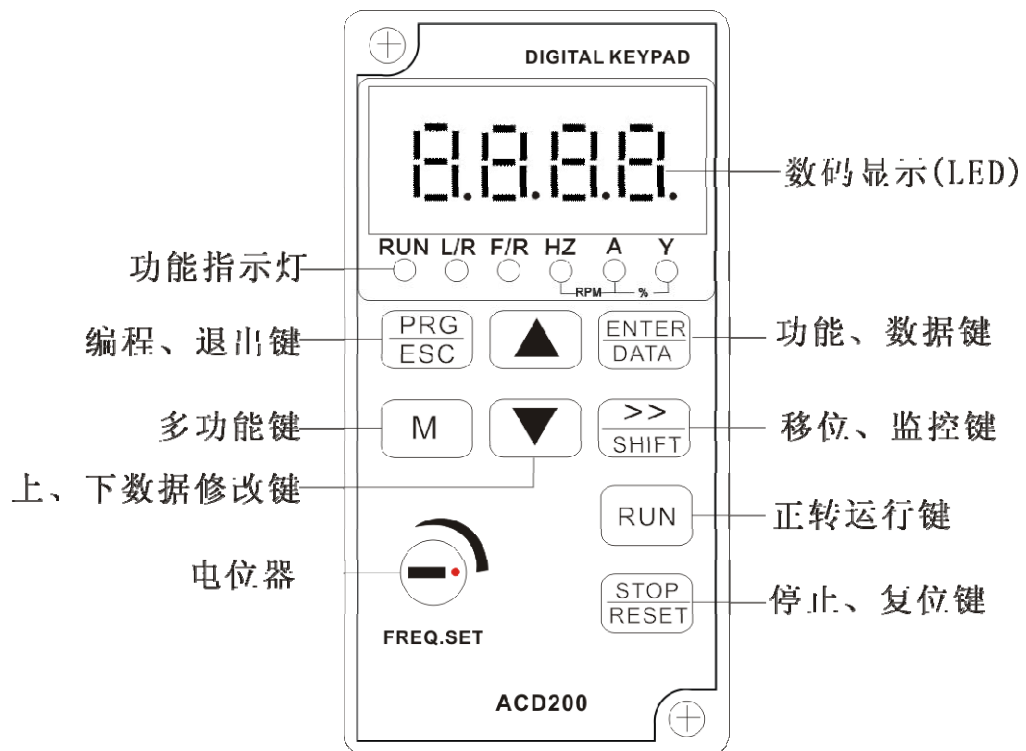 DIGITAL KEYPAD
8.8.8.8.
数码显示(LED)
RUN L/R F/R HZ A Y
RPM %
功能指示灯
PRG
ESC
编程、退出键
ENTER
DATA
功能、数据键
M
多功能键
>>
SHIFT
移位、监控键
上、下数据修改键
RUN
正转运行键
电位器
STOP
RESET
停止、复位键
FREQ.SET
ACD200